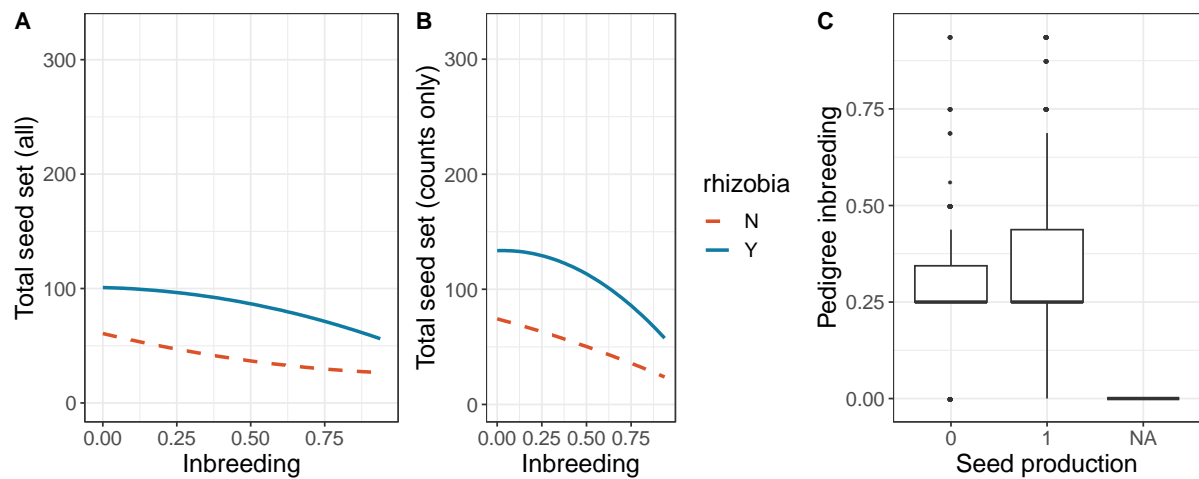 A
Total seed set (all)
300
200
100
0
0.00 0.25 0.50 0.75
Inbreeding
B
Total seed set (counts only)
300
200
100
0
0.00 0.25 0.50 0.75
Inbreeding
rhizobia
N
Y
C
Pedigree inbreeding
0.75
0.50
0.25
0.00
0 1 NA
Seed production